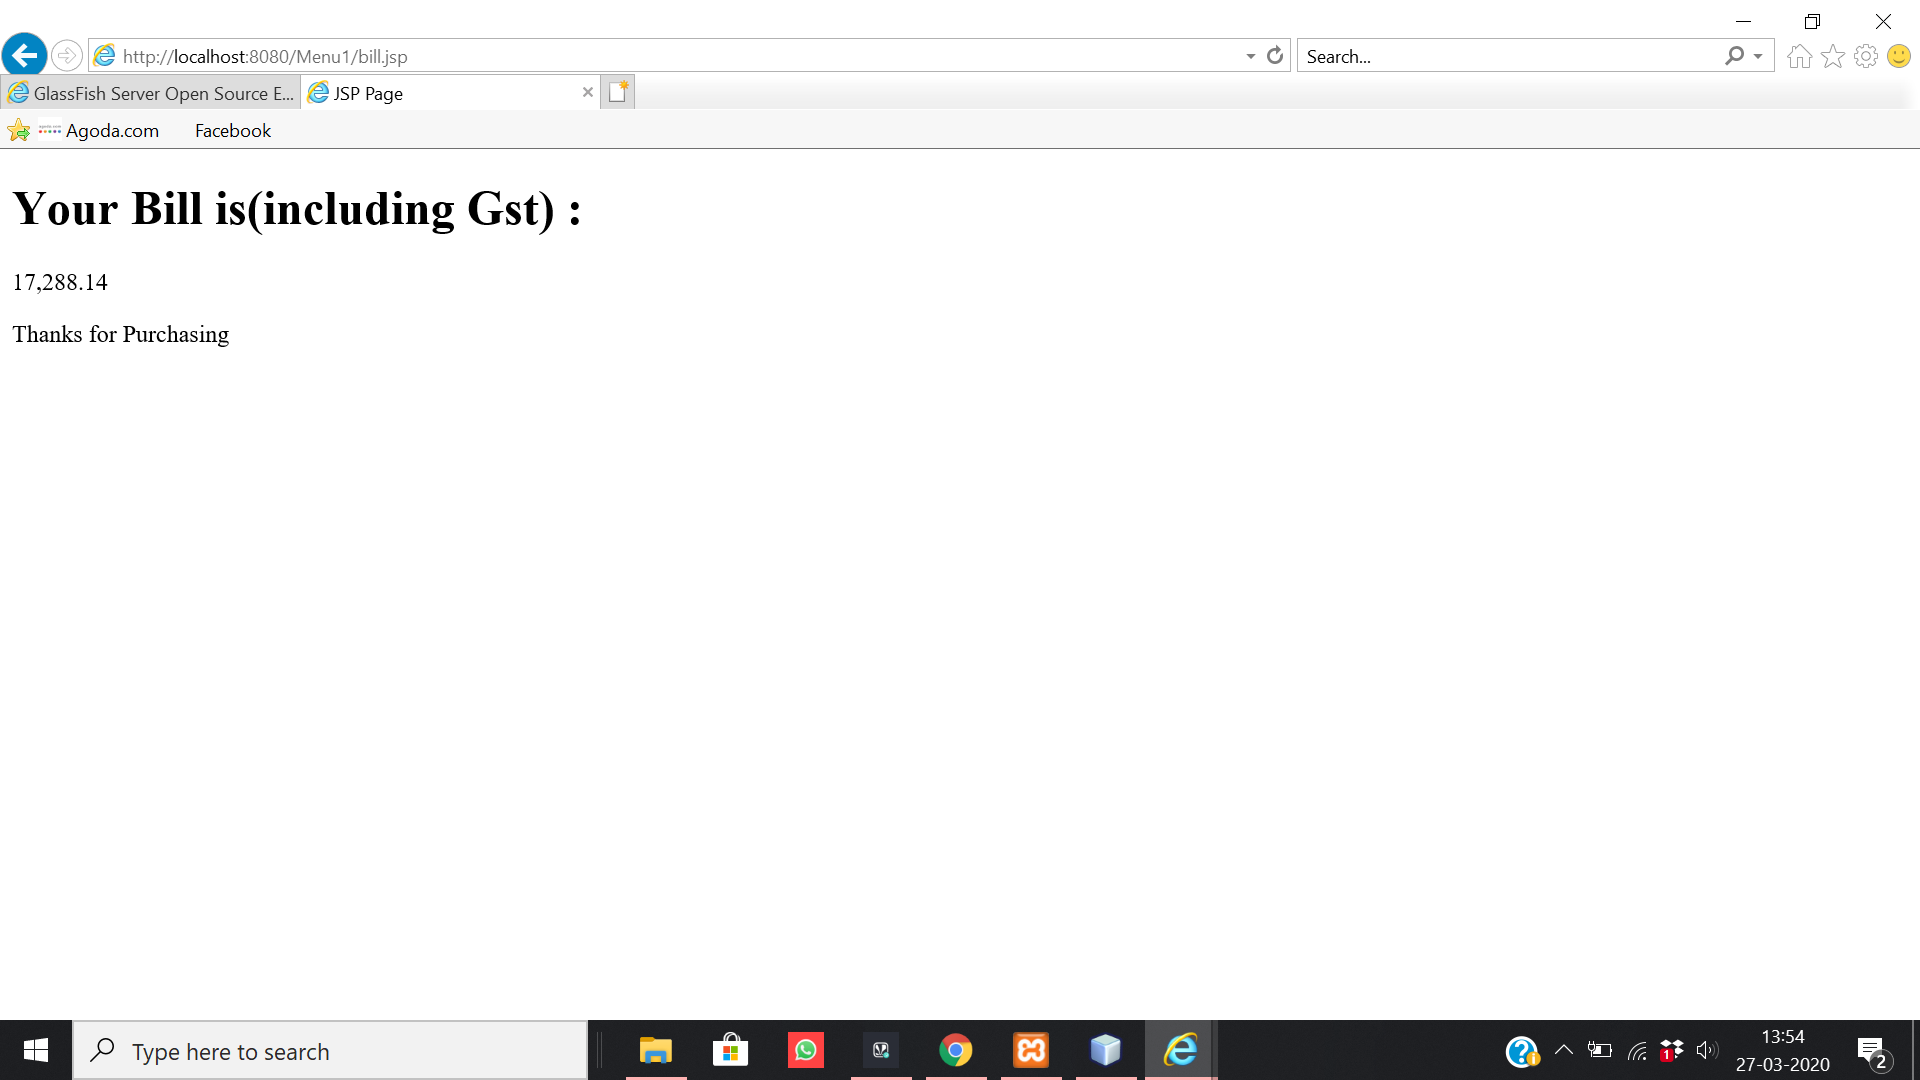 http://localhost:8080/Menu1/bill.jsp
Search...
GlassFish Server Open Source E...
JSP Page
Agoda.com
Facebook
Your Bill is(including Gst) :
17,288.14
Thanks for Purchasing
Type here to search
1
13:54
27-03-2020
2